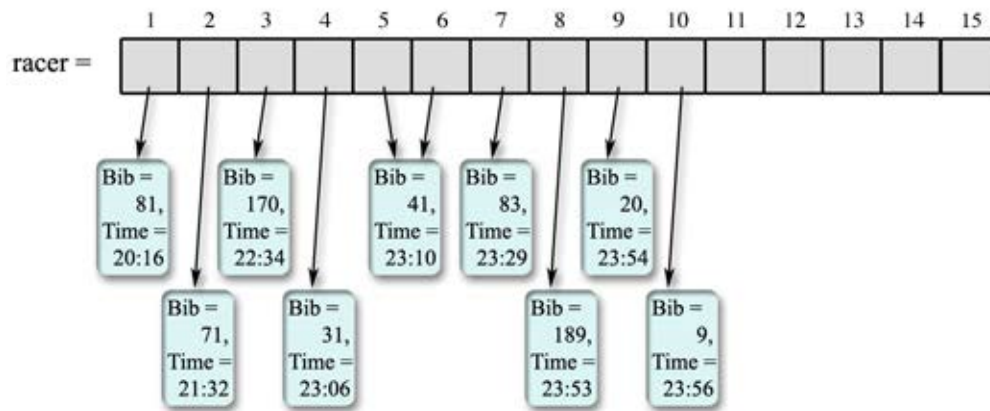 1 2 3 4 5 6 7 8 9 10 11 12 13 14 15
racer =
Bib =
81,
Time =
20:16
Bib =
170,
Time =
22:34
Bib =
41,
Time =
23:10
Bib =
83,
Time =
23:29
Bib =
20,
Time =
23:54
Bib =
71,
Time =
21:32
Bib =
31,
Time =
23:06
Bib =
189,
Time =
23:53
Bib =
9,
Time =
23:56